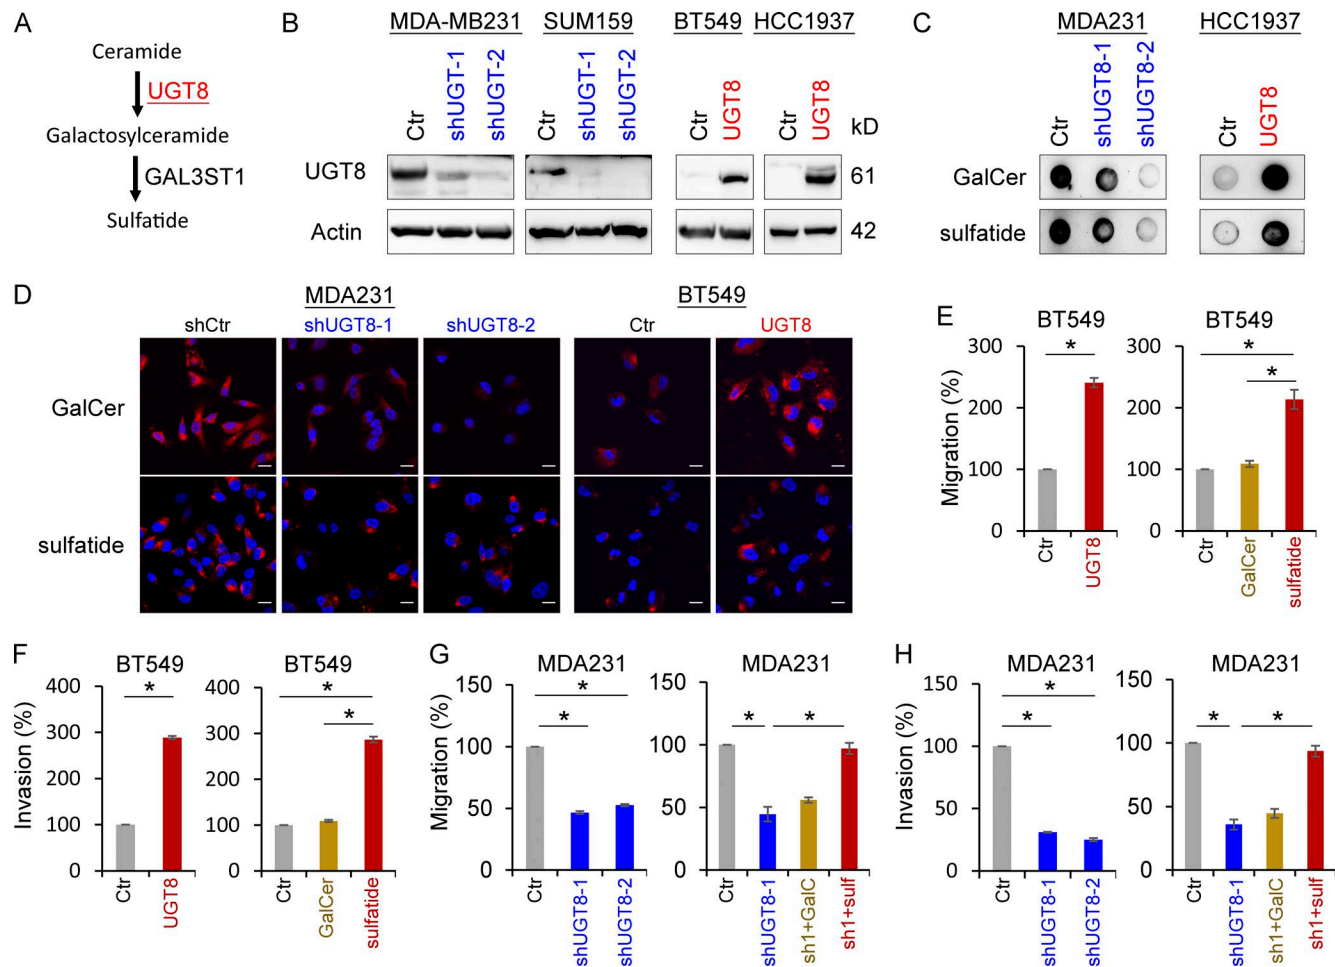 A
Ceramide
UGT8
Galactosylceramide
GAL3ST1
Sulfatide
B
MDA-MB231 SUM159 BT549 HCC1937
Ctr shUGT-1 shUGT-2 Ctr shUGT-1 shUGT-2 Ctr UGT8 Ctr UGT8 kD
UGT8 61
Actin 42
C
MDA231 HCC1937
Ctr shUGT8-1 shUGT8-2 Ctr UGT8
GalCer
sulfatide
D
MDA231 BT549
shCtr shUGT8-1 shUGT8-2 Ctr UGT8
GalCer
sulfatide
E
BT549
Migration (%)
300
200
100
0
*
Ctr UGT8
BT549
300
200
100
0
*
*
Ctr GalCer sulfatide
F
BT549
Invasion (%)
400
300
200
100
0
*
Ctr UGT8
BT549
400
300
200
100
0
*
*
Ctr GalCer sulfatide
G
MDA231
Migration (%)
150
100
50
0
*
*
Ctr shUGT8-1 shUGT8-2
MDA231
150
100
50
0
* *
Ctr shUGT8-1 sh1+GalC sh1+sulf
H
MDA231
Invasion (%)
150
100
50
0
*
*
Ctr shUGT8-1 shUGT8-2
MDA231
150
100
50
0
* *
Ctr shUGT8-1 sh1+GalC sh1+sulf